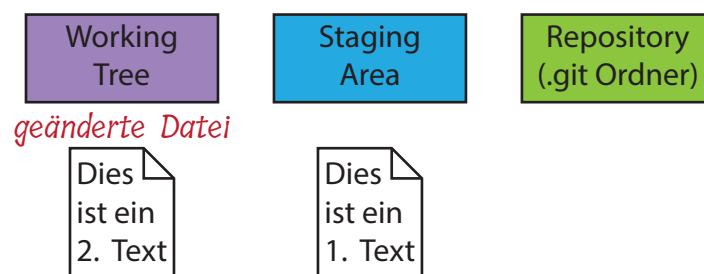 Working
Tree
Staging
Area
Repository
(.git Ordner)
geänderte Datei
Dies
ist ein
2. Text
Dies
ist ein
1. Text